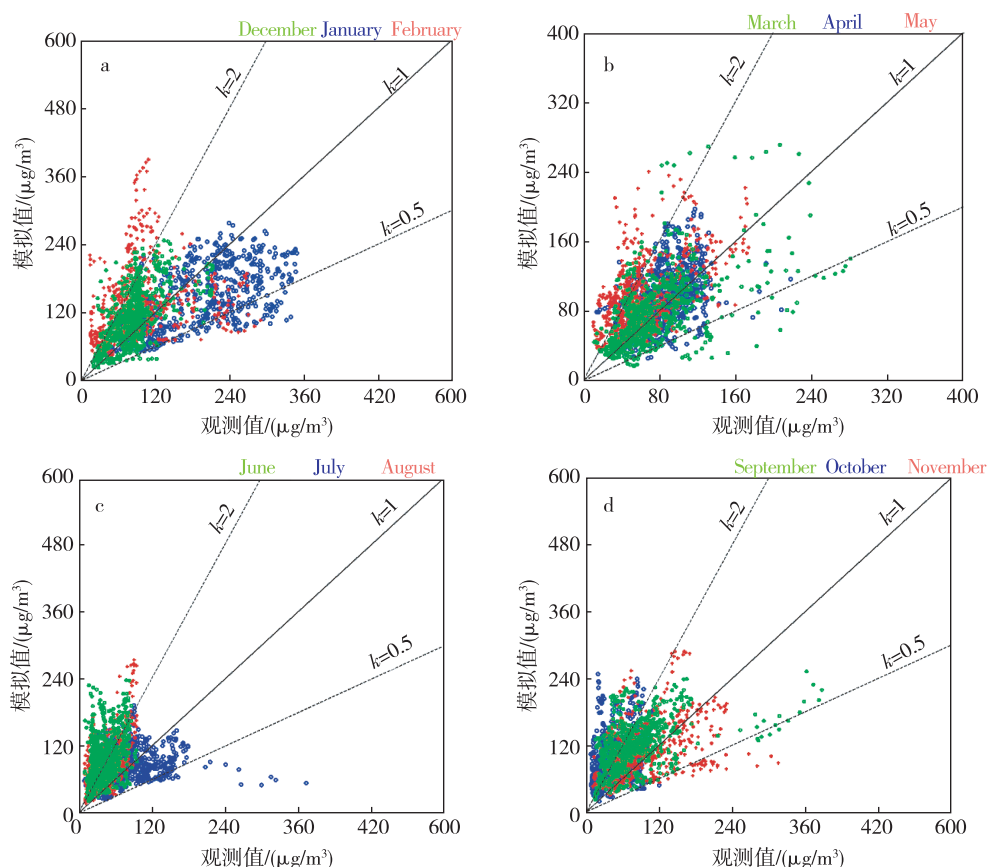 December January February
600
a
k=2
k=1
480
360
k=0.5
240
120
0
模拟值/(μg/m³)
0 120 240 360 480 600
观测值/(μg/m³)
March April May
400
b
k=2
k=1
320
240
k=0.5
160
80
0
模拟值/(μg/m³)
0 80 160 240 320 400
观测值/(μg/m³)
June July August
600
c
k=2
k=1
480
360
k=0.5
240
120
0
模拟值/(μg/m³)
0 120 240 360 480 600
观测值/(μg/m³)
September October November
600
d
k=2
k=1
480
360
k=0.5
240
120
0
模拟值/(μg/m³)
0 120 240 360 480 600
观测值/(μg/m³)